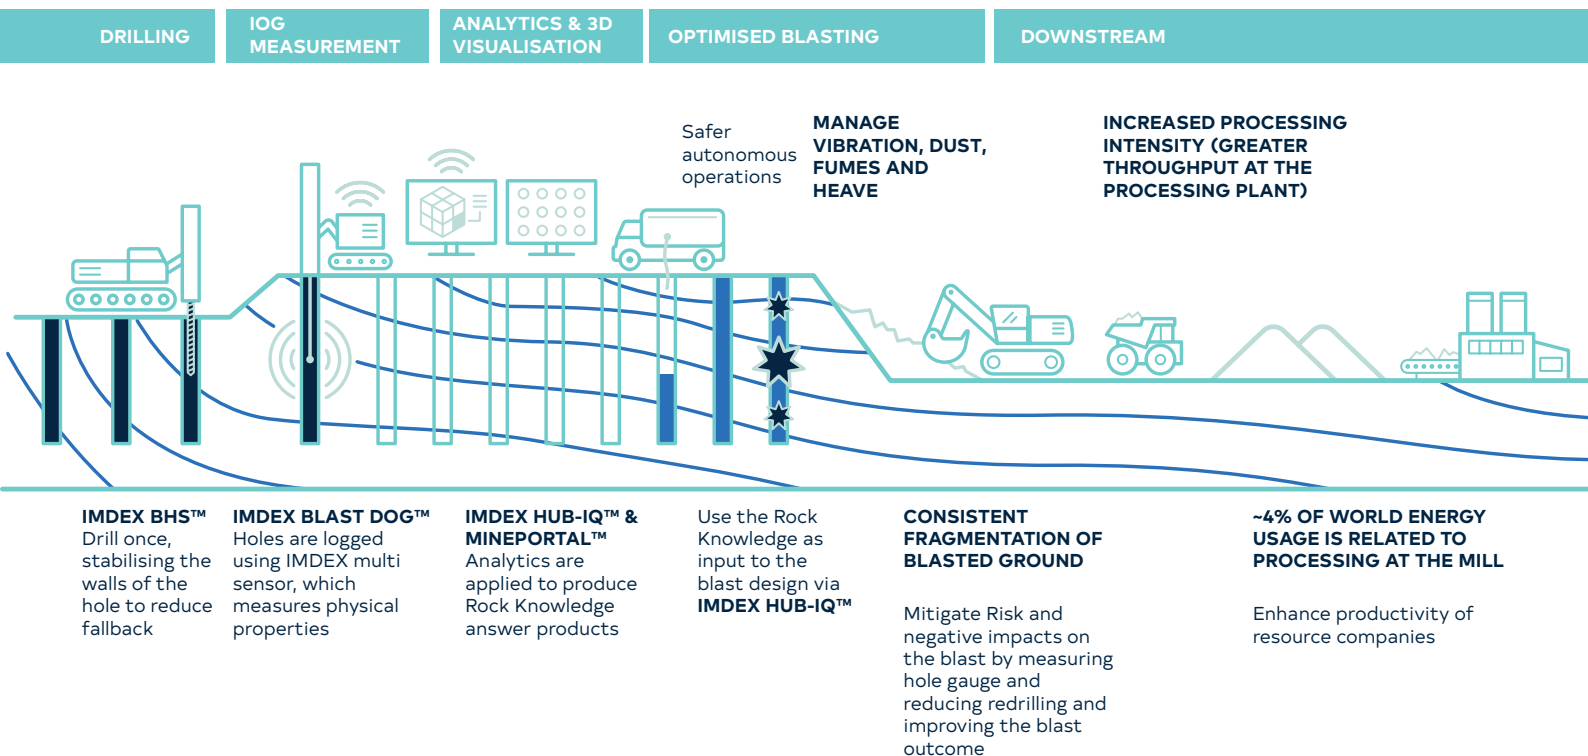 DRILLING
IOG
MEASUREMENT
ANALYTICS & 3D
VISUALISATION
OPTIMISED BLASTING
DOWNSTREAM
Safer
autonomous
operations
MANAGE
VIBRATION, DUST,
FUMES AND
HEAVE
INCREASED PROCESSING
INTENSITY (GREATER
THROUGHPUT AT THE
PROCESSING PLANT)
IMDEX BHS™
Drill once,
stabilising the
walls of the
hole to reduce
fallback
IMDEX BLAST DOG™
Holes are logged
using IMDEX multi
sensor, which
measures physical
properties
IMDEX HUB-IQ™ &
MINEPORTAL™
Analytics are
applied to produce
Rock Knowledge
answer products
Use the Rock
Knowledge as
input to the
blast design via
IMDEX HUB-IQ™
CONSISTENT
FRAGMENTATION OF
BLASTED GROUND
Mitigate Risk and
negative impacts on
the blast by measuring
hole gauge and
reducing redrilling and
improving the blast
outcome
~4% OF WORLD ENERGY
USAGE IS RELATED TO
PROCESSING AT THE MILL
Enhance productivity of
resource companies